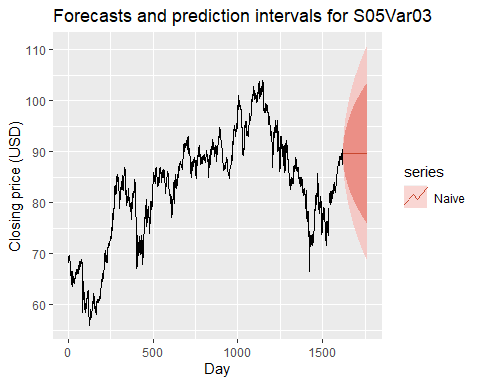 Forecasts and prediction intervals for S05Var03
Closing price (USD)
110
100
90
80
70
60
0
500
1000
1500
Day
series
Naive